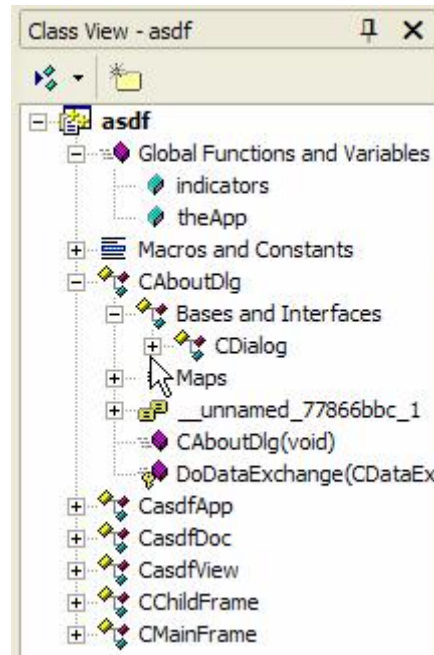 Class View - asdf
asdf
Global Functions and Variables
indicators
theApp
Macros and Constants
CAboutDlg
Bases and Interfaces
CDialog
Maps
__unnamed_77866bbc_1
CAboutDlg(void)
DoDataExchange(CDataEx
CasdfApp
CasdfDoc
CasdfView
CChildFrame
CMainFrame